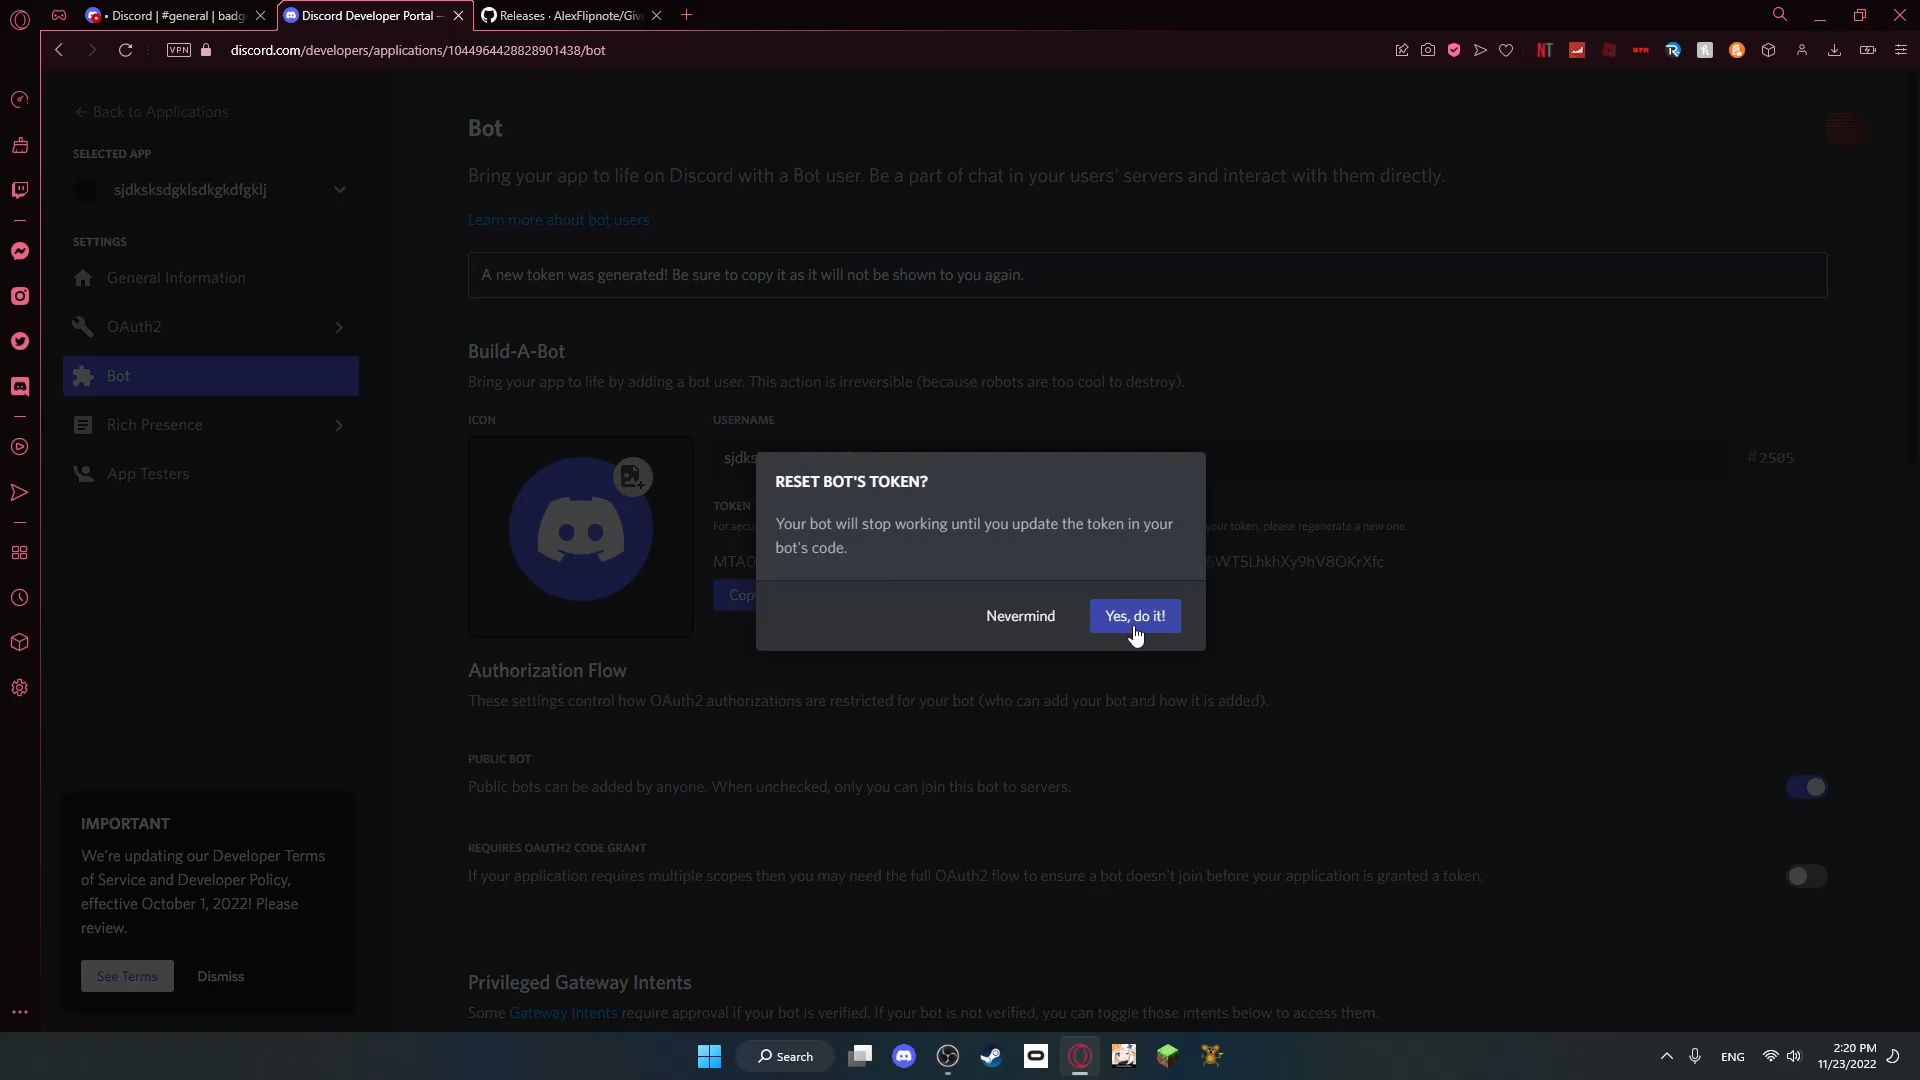 • Discord | #general | badg
Discord Developer Portal —
Releases · AlexFlipnote/Giv
VPN
discord.com/developers/applications/1044964428828901438/bot
← Back to Applications
SELECTED APP
sjdksksdgklsdkgkdfgklj
SETTINGS
General Information
OAuth2
Bot
Rich Presence
App Testers
IMPORTANT
We're updating our Developer Terms
of Service and Developer Policy,
effective October 1, 2022! Please
review.
See Terms
Dismiss
Bot
Bring your app to life on Discord with a Bot user. Be a part of chat in your users' servers and interact with them directly.
Learn more about bot users
A new token was generated! Be sure to copy it as it will not be shown to you again.
Build-A-Bot
Bring your app to life by adding a bot user. This action is irreversible (because robots are too cool to destroy).
ICON
USERNAME
sjdks
#2505
TOKEN
For secu
your token, please regenerate a new one.
MTA0
6WT5LhkhXy9hV8OKrXfc
Copy
RESET BOT'S TOKEN?
Your bot will stop working until you update the token in your
bot's code.
Nevermind
Yes, do it!
Authorization Flow
These settings control how OAuth2 authorizations are restricted for your bot (who can add your bot and how it is added).
PUBLIC BOT
Public bots can be added by anyone. When unchecked, only you can join this bot to servers.
REQUIRES OAUTH2 CODE GRANT
If your application requires multiple scopes then you may need the full OAuth2 flow to ensure a bot doesn't join before your application is granted a token.
Privileged Gateway Intents
Some Gateway Intents require approval if your bot is verified. If your bot is not verified, you can toggle those intents below to access them.
Search
ENG
2:20 PM
11/23/2022